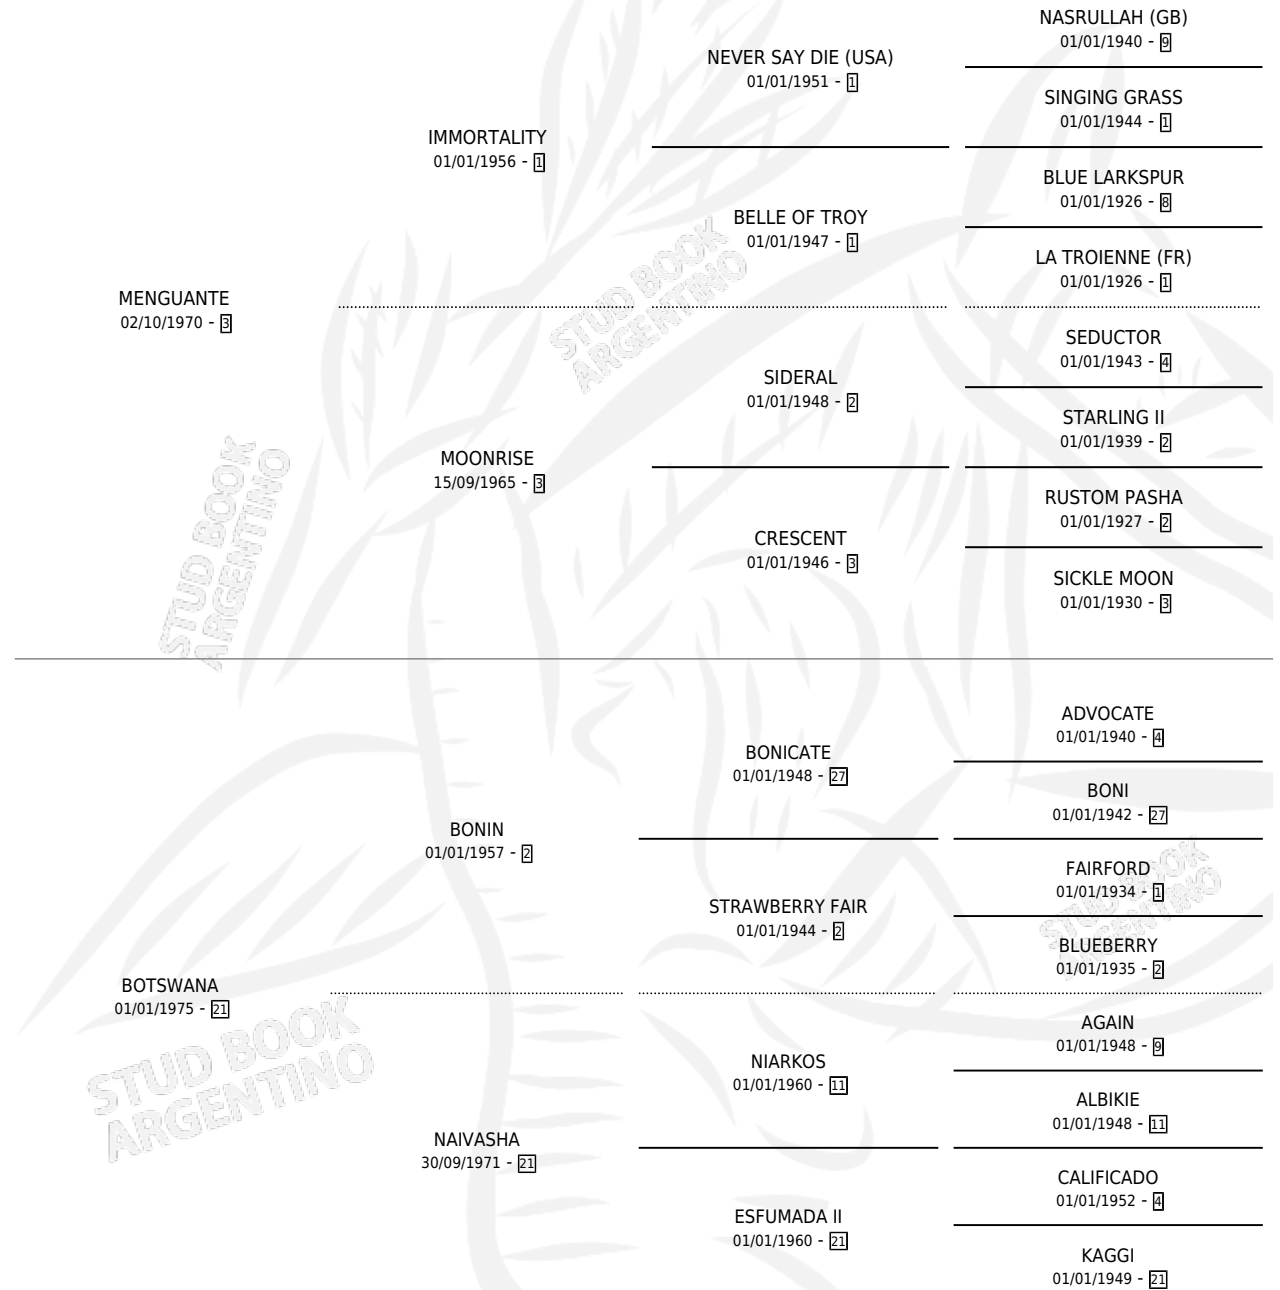 NASRULLAH (GB)
01/01/1940 - 9
NEVER SAY DIE (USA)
01/01/1951 - 1
SINGING GRASS
01/01/1944 - 1
IMMORTALITY
01/01/1956 - 1
BLUE LARKSPUR
01/01/1926 - 8
BELLE OF TROY
01/01/1947 - 1
LA TROIENNE (FR)
01/01/1926 - 1
MENGUANTE
02/10/1970 - 3
SEDUCTOR
01/01/1943 - 4
SIDERAL
01/01/1948 - 2
STARLING II
01/01/1939 - 2
MOONRISE
15/09/1965 - 3
RUSTOM PASHA
01/01/1927 - 2
CRESCENT
01/01/1946 - 3
SICKLE MOON
01/01/1930 - 3
STUD BOOK
ARGENTINO
STUD BOOK
ARGENTINO
ADVOCATE
01/01/1940 - 4
BONICATE
01/01/1948 - 27
BONI
01/01/1942 - 27
BONIN
01/01/1957 - 2
FAIRFORD
01/01/1934 - 1
STRAWBERRY FAIR
01/01/1944 - 2
BLUEBERRY
01/01/1935 - 2
BOTSWANA
01/01/1975 - 21
AGAIN
01/01/1948 - 9
NIARKOS
01/01/1960 - 11
ALBIKIE
01/01/1948 - 11
NAIVASHA
30/09/1971 - 21
CALIFICADO
01/01/1952 - 4
ESFUMADA II
01/01/1960 - 21
KAGGI
01/01/1949 - 21
STUD BOOK
ARGENTINO
STUD BOOK
ARGENTINO